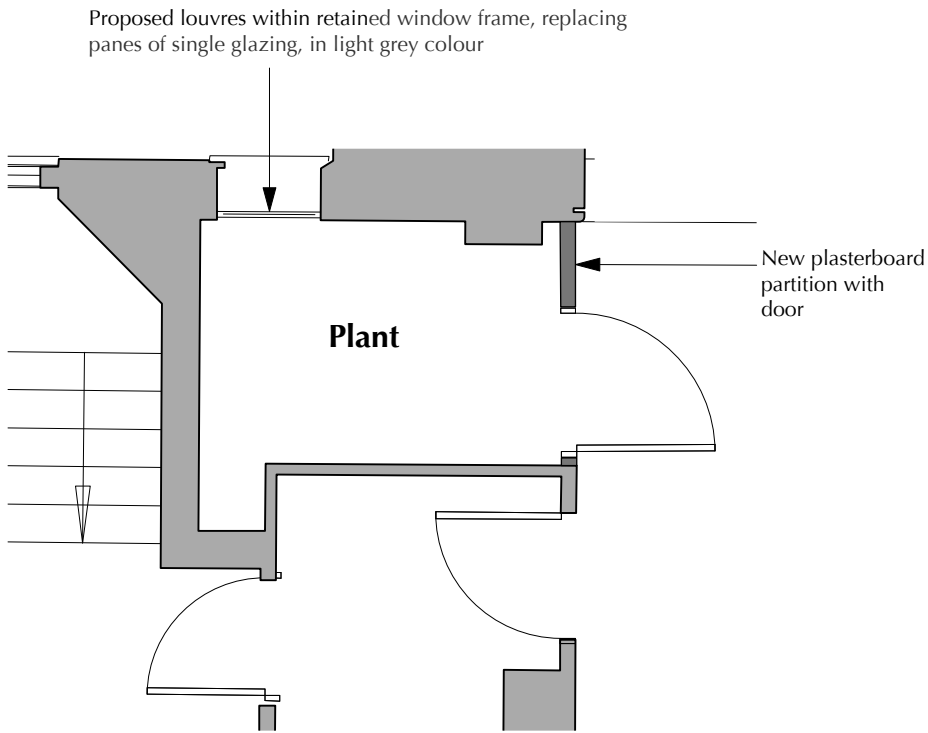 Proposed louvres within retained window frame, replacing
panes of single glazing, in light grey colour
New plasterboard
partition with
door
Plant